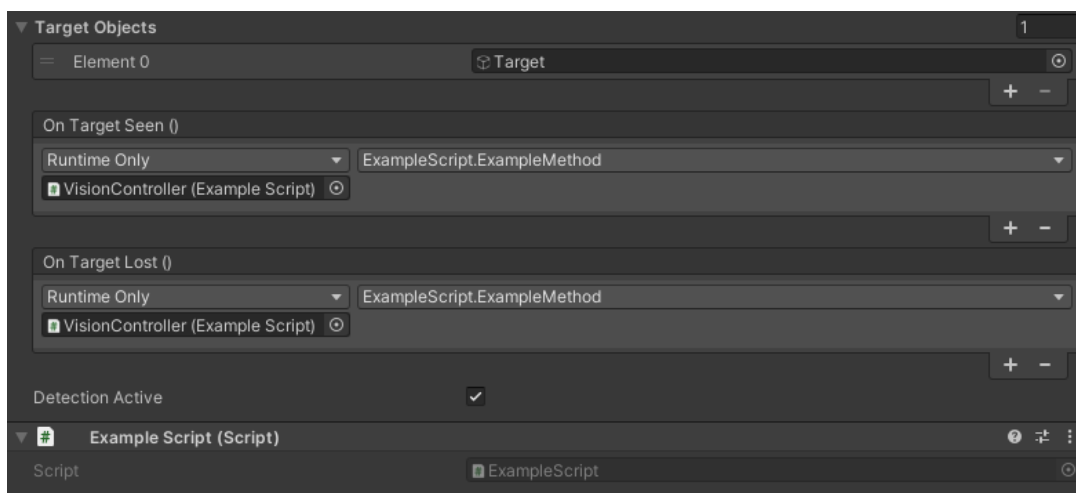 Target Objects 1
Element 0 Target
+ -
On Target Seen ()
Runtime Only ExampleScript.ExampleMethod
VisionController (Example Script)
+ -
On Target Lost ()
Runtime Only ExampleScript.ExampleMethod
VisionController (Example Script)
+ -
Detection Active
# Example Script (Script)
Script ExampleScript